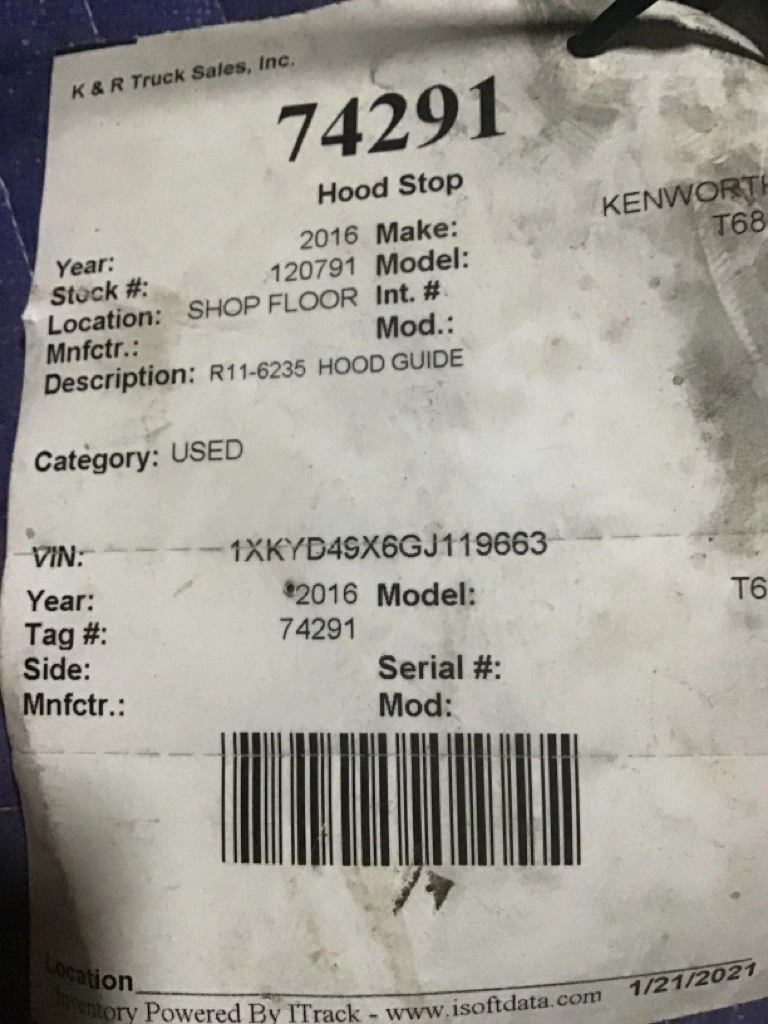 K & R Truck Sales, Inc.
74291
Hood Stop
Year: 2016 Make: KENWORTH
Stock #: 120791 Model: T68
Location: SHOP FLOOR Int. #
Mnfctr.: Mod.:
Description: R11-6235 HOOD GUIDE
Category: USED
VIN: 1XKYD49X6GJ119663
Year: 2016 Model: T6
Tag #: 74291
Side: Serial #:
Mnfctr.: Mod:
Location
Inventory Powered By ITrack - www.isoftdata.com 1/21/2021